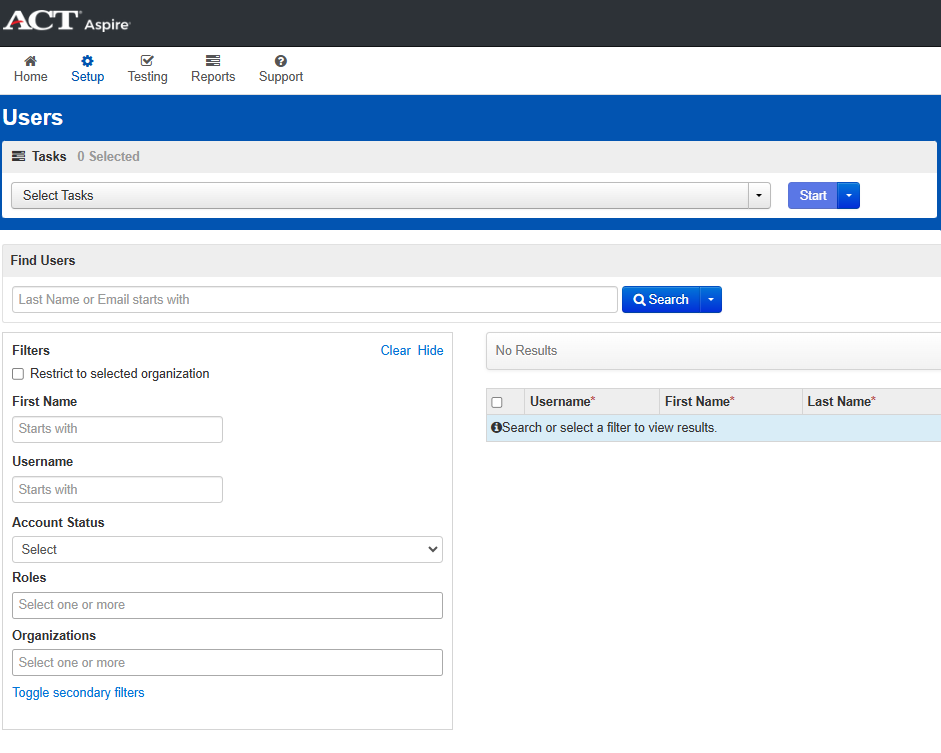 ACT Aspire
Home Setup Testing Reports Support
Users
Tasks 0 Selected
Select Tasks Start
Find Users
Last Name or Email starts with Search
Filters Clear Hide
Restrict to selected organization
First Name
Starts with
Username
Starts with
Account Status
Select
Roles
Select one or more
Organizations
Select one or more
Toggle secondary filters
No Results
Username* First Name* Last Name*
Search or select a filter to view results.